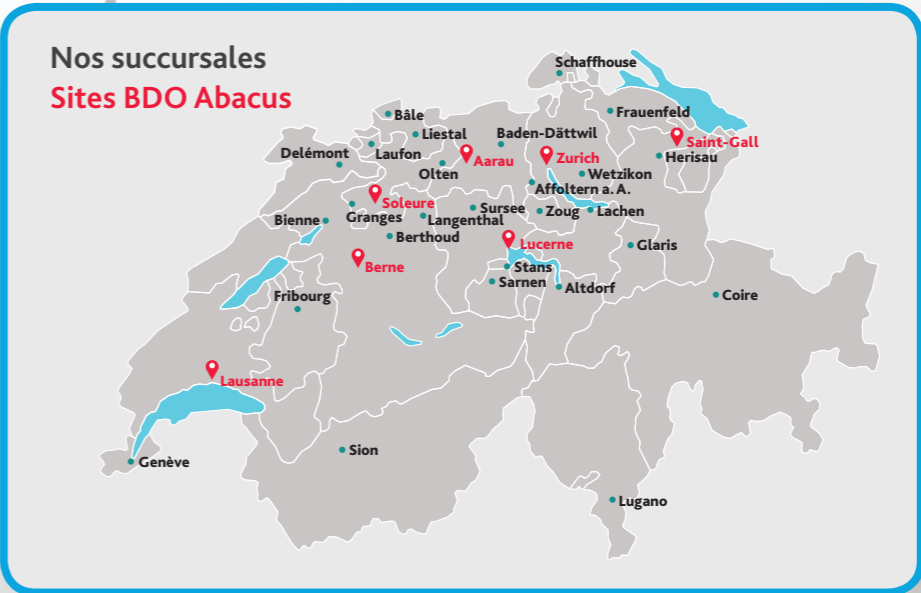 Nos succursales
Sites BDO Abacus
Schaffhouse
Bâle
Frauenfeld
Liestal
Baden-Dättwil
Saint-Gall
Delémont
Laufon
Aarau
Zurich
Herisau
Olten
Wetzikon
Affoltern a. A.
Soleure
Bienne
Granges
Langenthal
Sursee
Zoug
Lachen
Berthoud
Lucerne
Glaris
Berne
Stans
Sarnen
Altdorf
Coire
Fribourg
Lausanne
Sion
Genève
Lugano